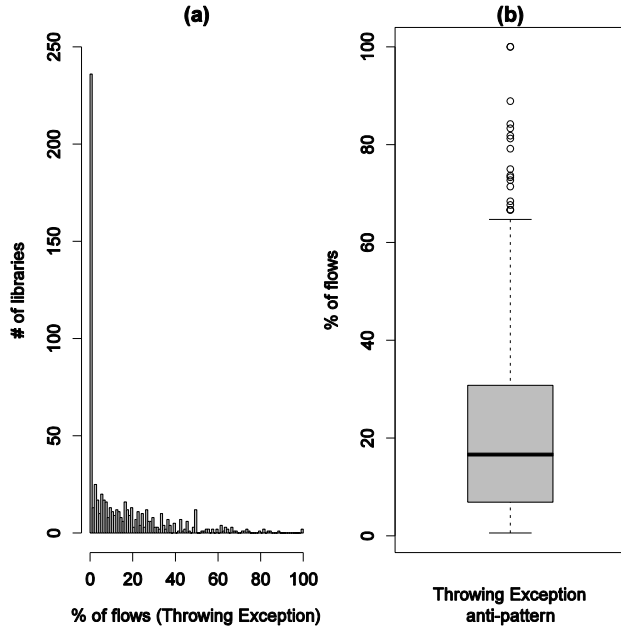 (a)
(b)
# of libraries
250
200
150
100
50
0
0
20
40
60
80
100
% of flows (Throwing Exception)
% of flows
100
80
60
40
20
0
Throwing Exception
anti-pattern